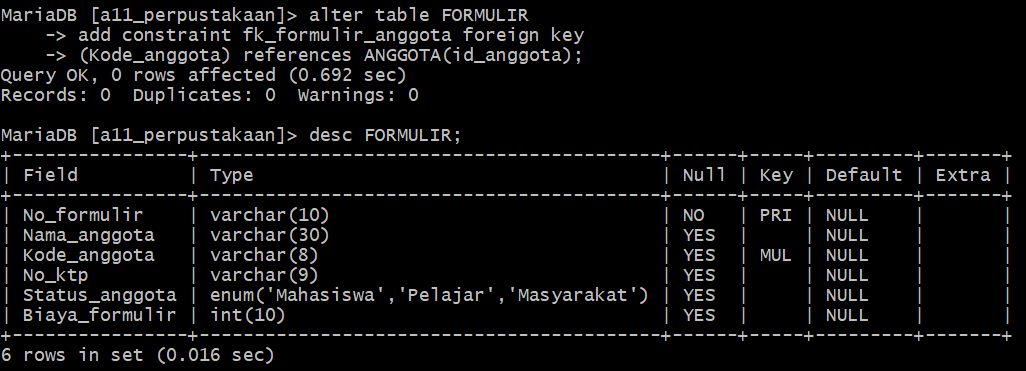 MariaDB [a11_perpustakaan]> alter table FORMULIR
    -> add constraint fk_formulir_anggota foreign key
    -> (Kode_anggota) references ANGGOTA(id_anggota);
Query OK, 0 rows affected (0.692 sec)
Records: 0  Duplicates: 0  Warnings: 0

MariaDB [a11_perpustakaan]> desc FORMULIR;
+----------------+------------------------------------------+------+-----+---------+-------+
| Field          | Type                                     | Null | Key | Default | Extra |
+----------------+------------------------------------------+------+-----+---------+-------+
| No_formulir    | varchar(10)                              | NO   | PRI | NULL    |       |
| Nama_anggota   | varchar(30)                              | YES  |     | NULL    |       |
| Kode_anggota   | varchar(8)                               | YES  | MUL | NULL    |       |
| No_ktp         | varchar(9)                               | YES  |     | NULL    |       |
| Status_anggota | enum('Mahasiswa','Pelajar','Masyarakat') | YES  |     | NULL    |       |
| Biaya_formulir | int(10)                                  | YES  |     | NULL    |       |
+----------------+------------------------------------------+------+-----+---------+-------+
6 rows in set (0.016 sec)